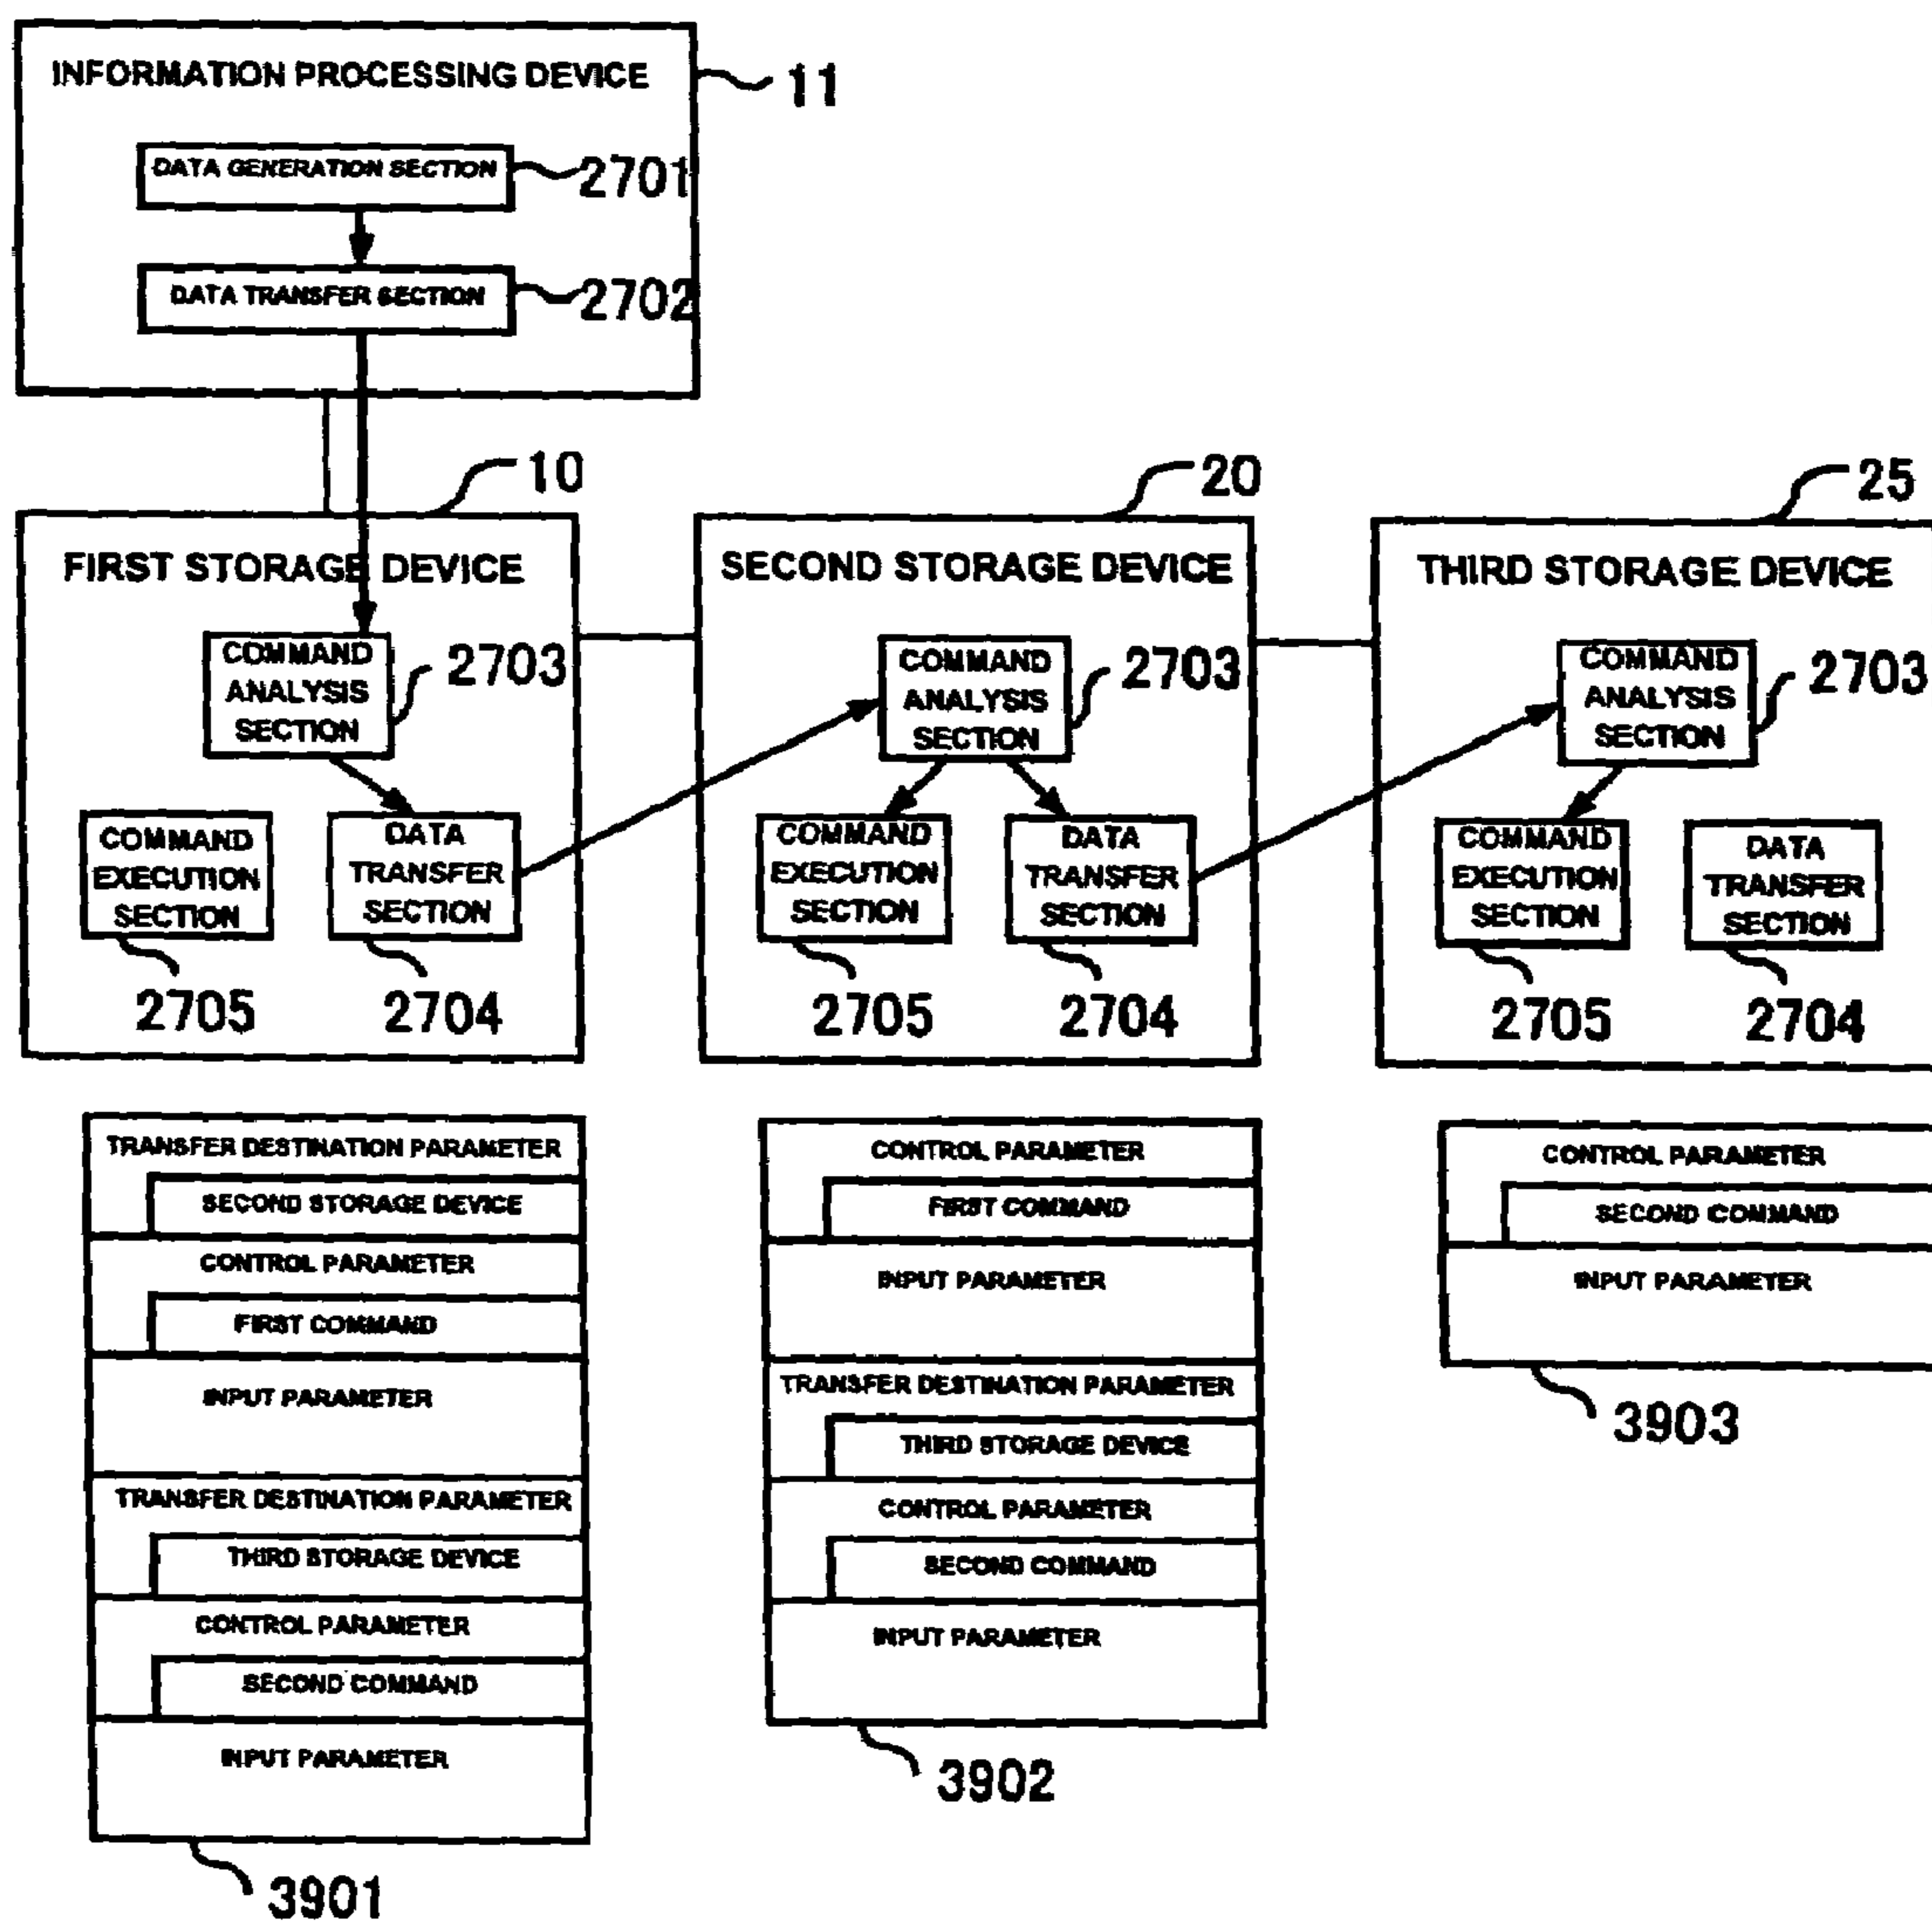 INFORMATION PROCESSING DEVICE
11
DATA GENERATION SECTION
2701
DATA TRANSFER SECTION
2702
10
20
25
FIRST STORAGE DEVICE
COMMAND
ANALYSIS
SECTION
2703
COMMAND
EXECUTION
SECTION
DATA
TRANSFER
SECTION
2705
2704
SECOND STORAGE DEVICE
COMMAND
ANALYSIS
SECTION
2703
COMMAND
EXECUTION
SECTION
DATA
TRANSFER
SECTION
2705
2704
THIRD STORAGE DEVICE
COMMAND
ANALYSIS
SECTION
2703
COMMAND
EXECUTION
SECTION
DATA
TRANSFER
SECTION
2705
2704
TRANSFER DESTINATION PARAMETER
SECOND STORAGE DEVICE
CONTROL PARAMETER
FIRST COMMAND
INPUT PARAMETER
TRANSFER DESTINATION PARAMETER
THIRD STORAGE DEVICE
CONTROL PARAMETER
SECOND COMMAND
INPUT PARAMETER
3901
CONTROL PARAMETER
FIRST COMMAND
INPUT PARAMETER
TRANSFER DESTINATION PARAMETER
THIRD STORAGE DEVICE
CONTROL PARAMETER
SECOND COMMAND
INPUT PARAMETER
3902
CONTROL PARAMETER
SECOND COMMAND
INPUT PARAMETER
3903